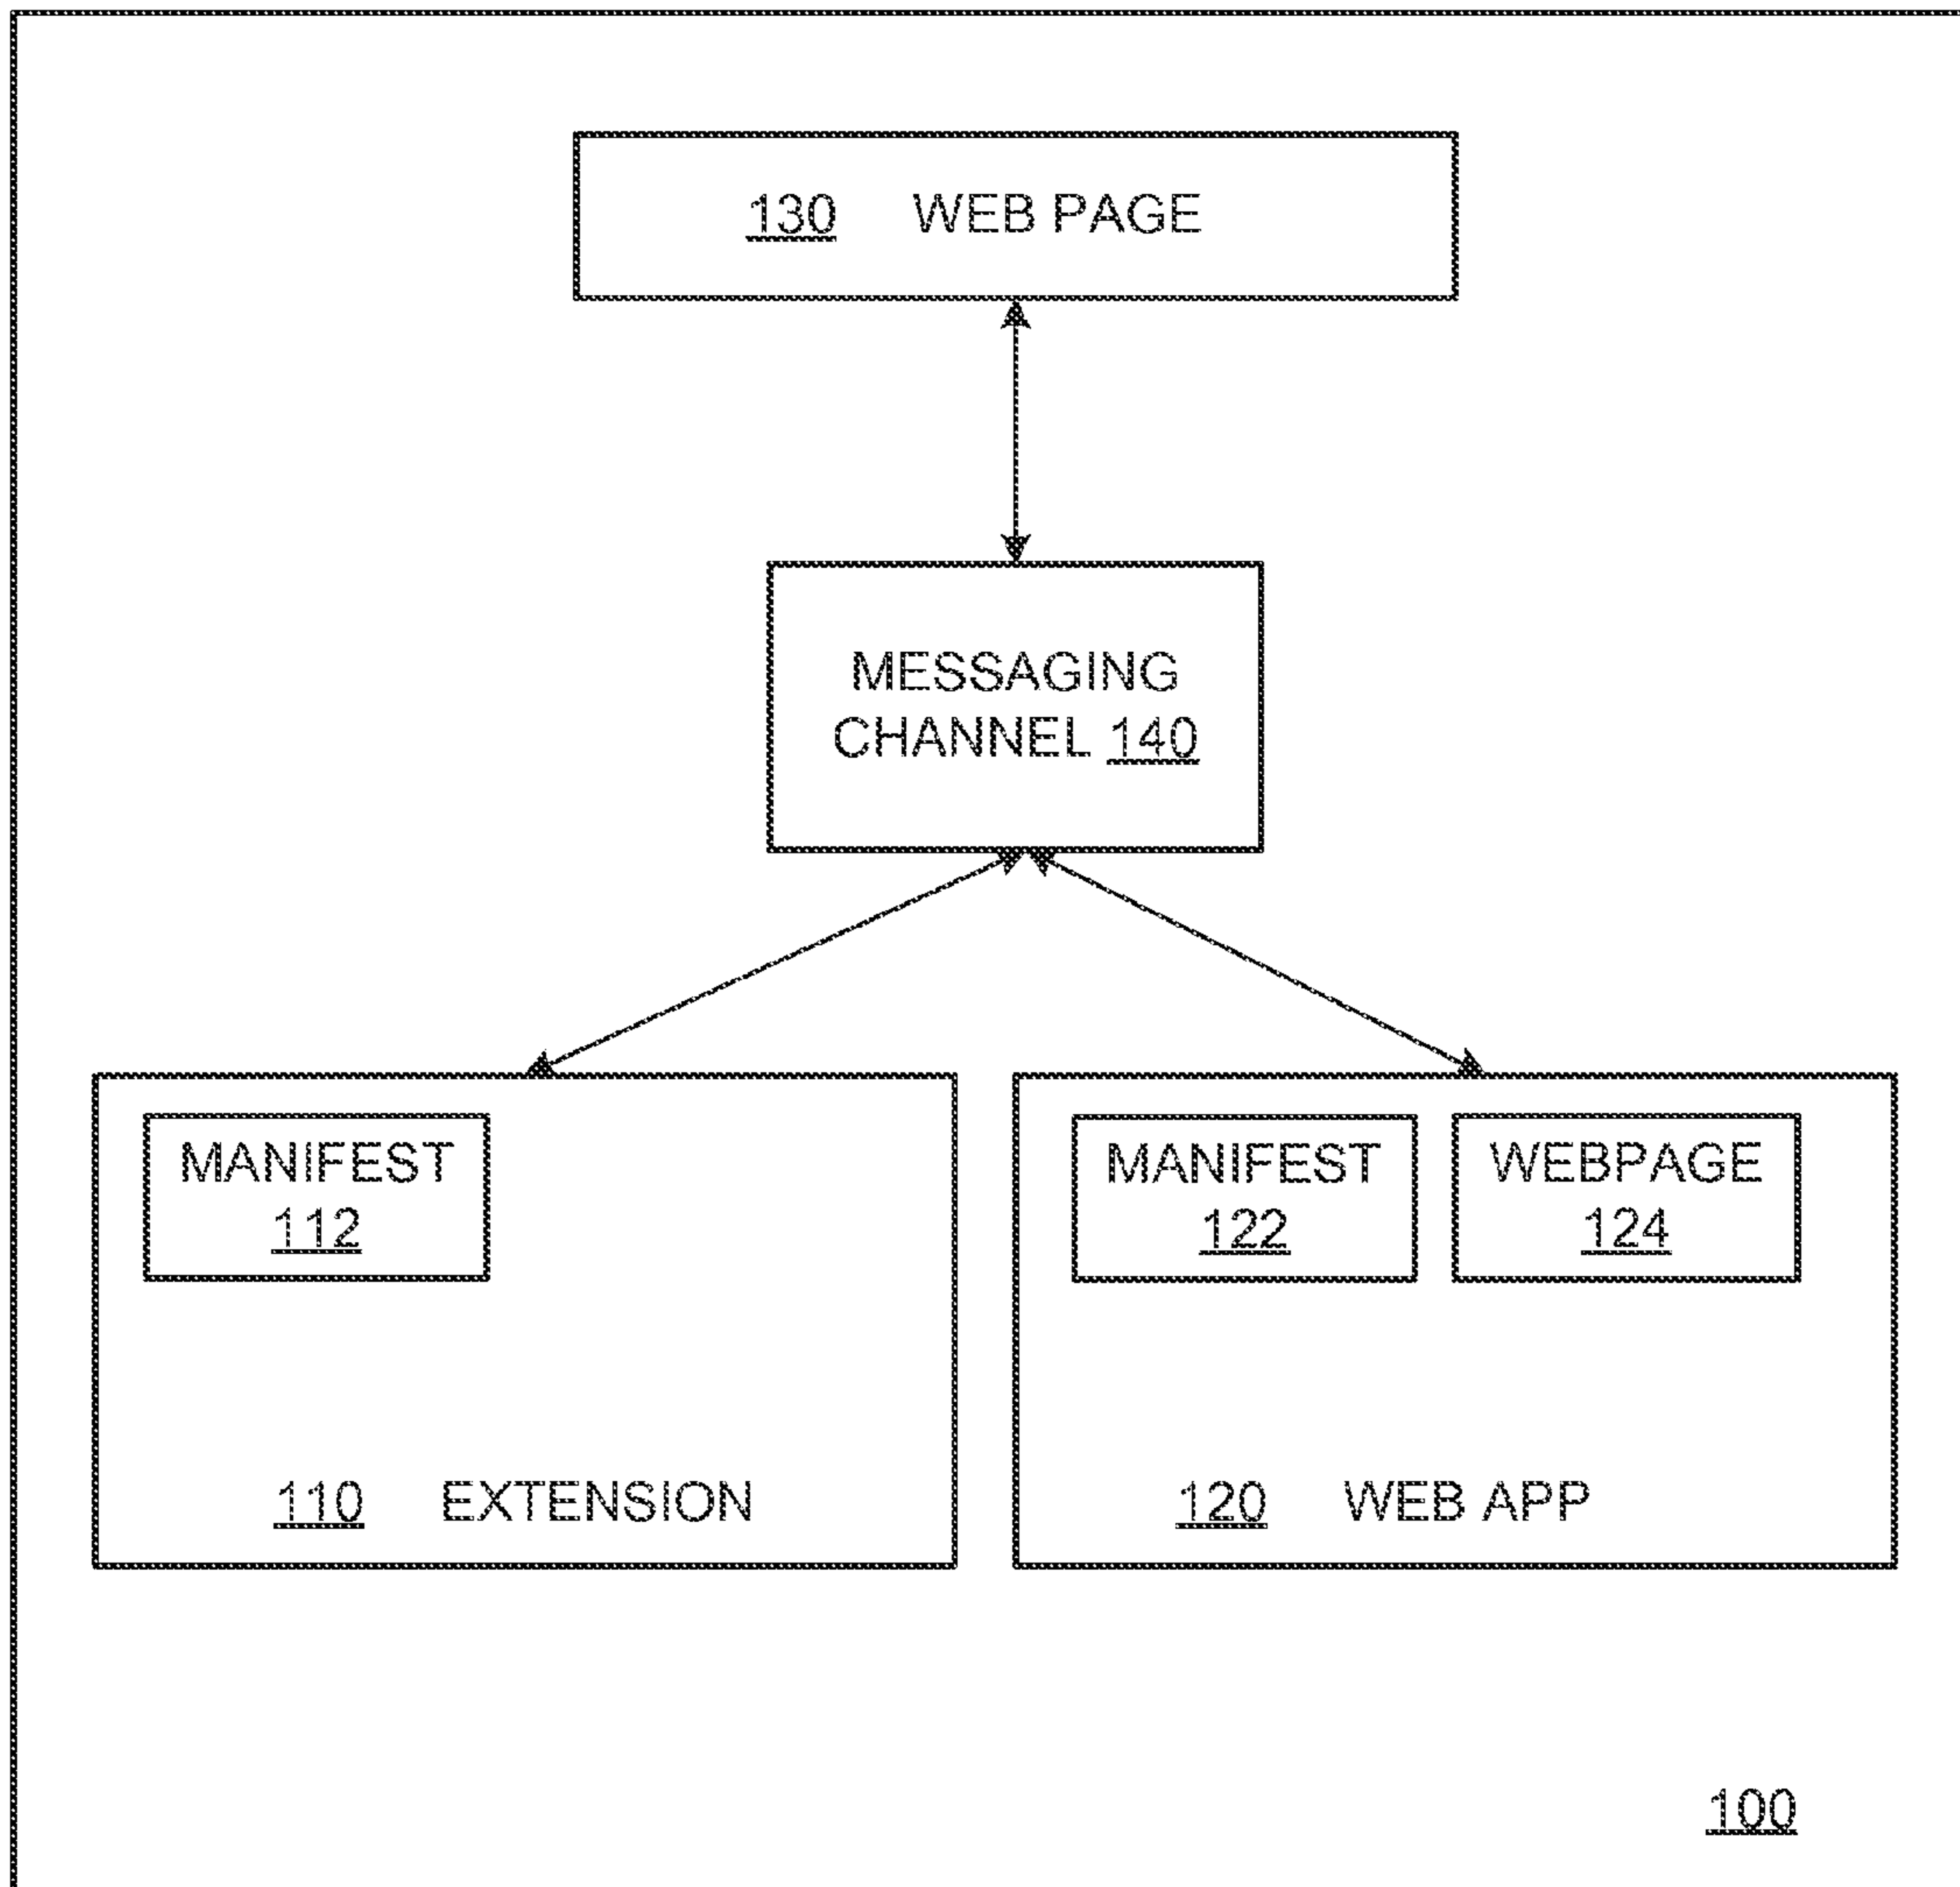 130 WEB PAGE
MESSAGING
CHANNEL 140
MANIFEST
112
110 EXTENSION
MANIFEST
122
WEBPAGE
124
120 WEB APP
100